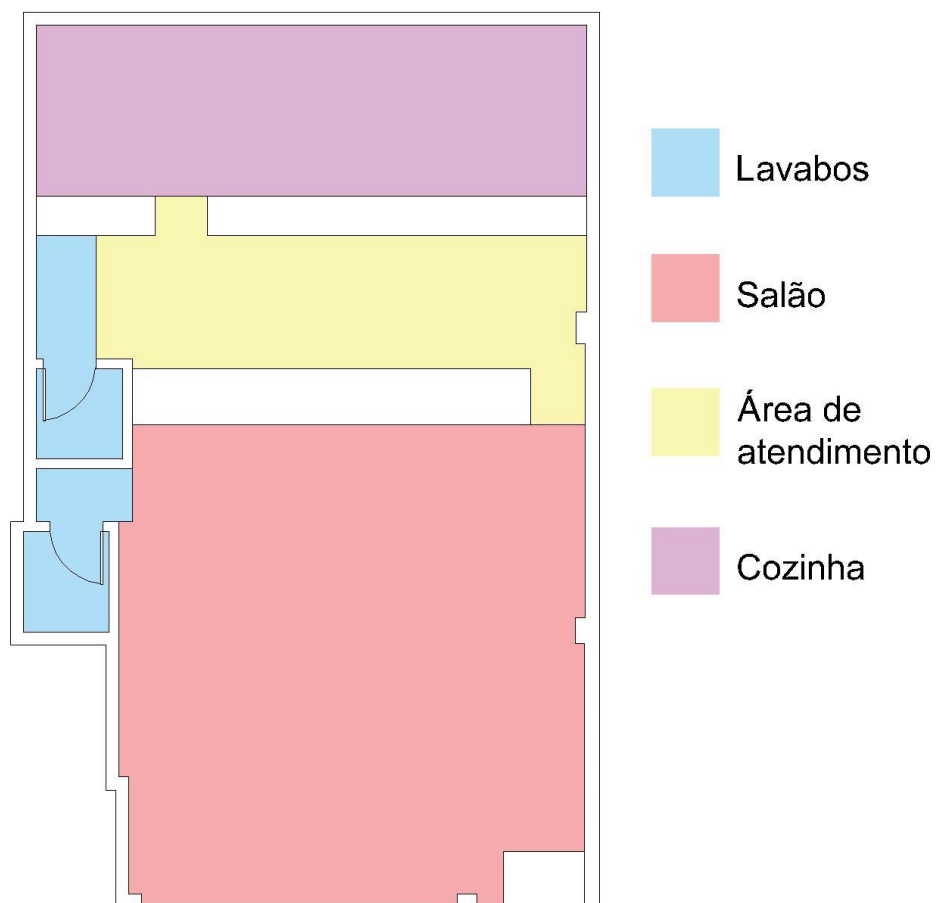 Lavabos
Salão
Área de
atendimento
Cozinha